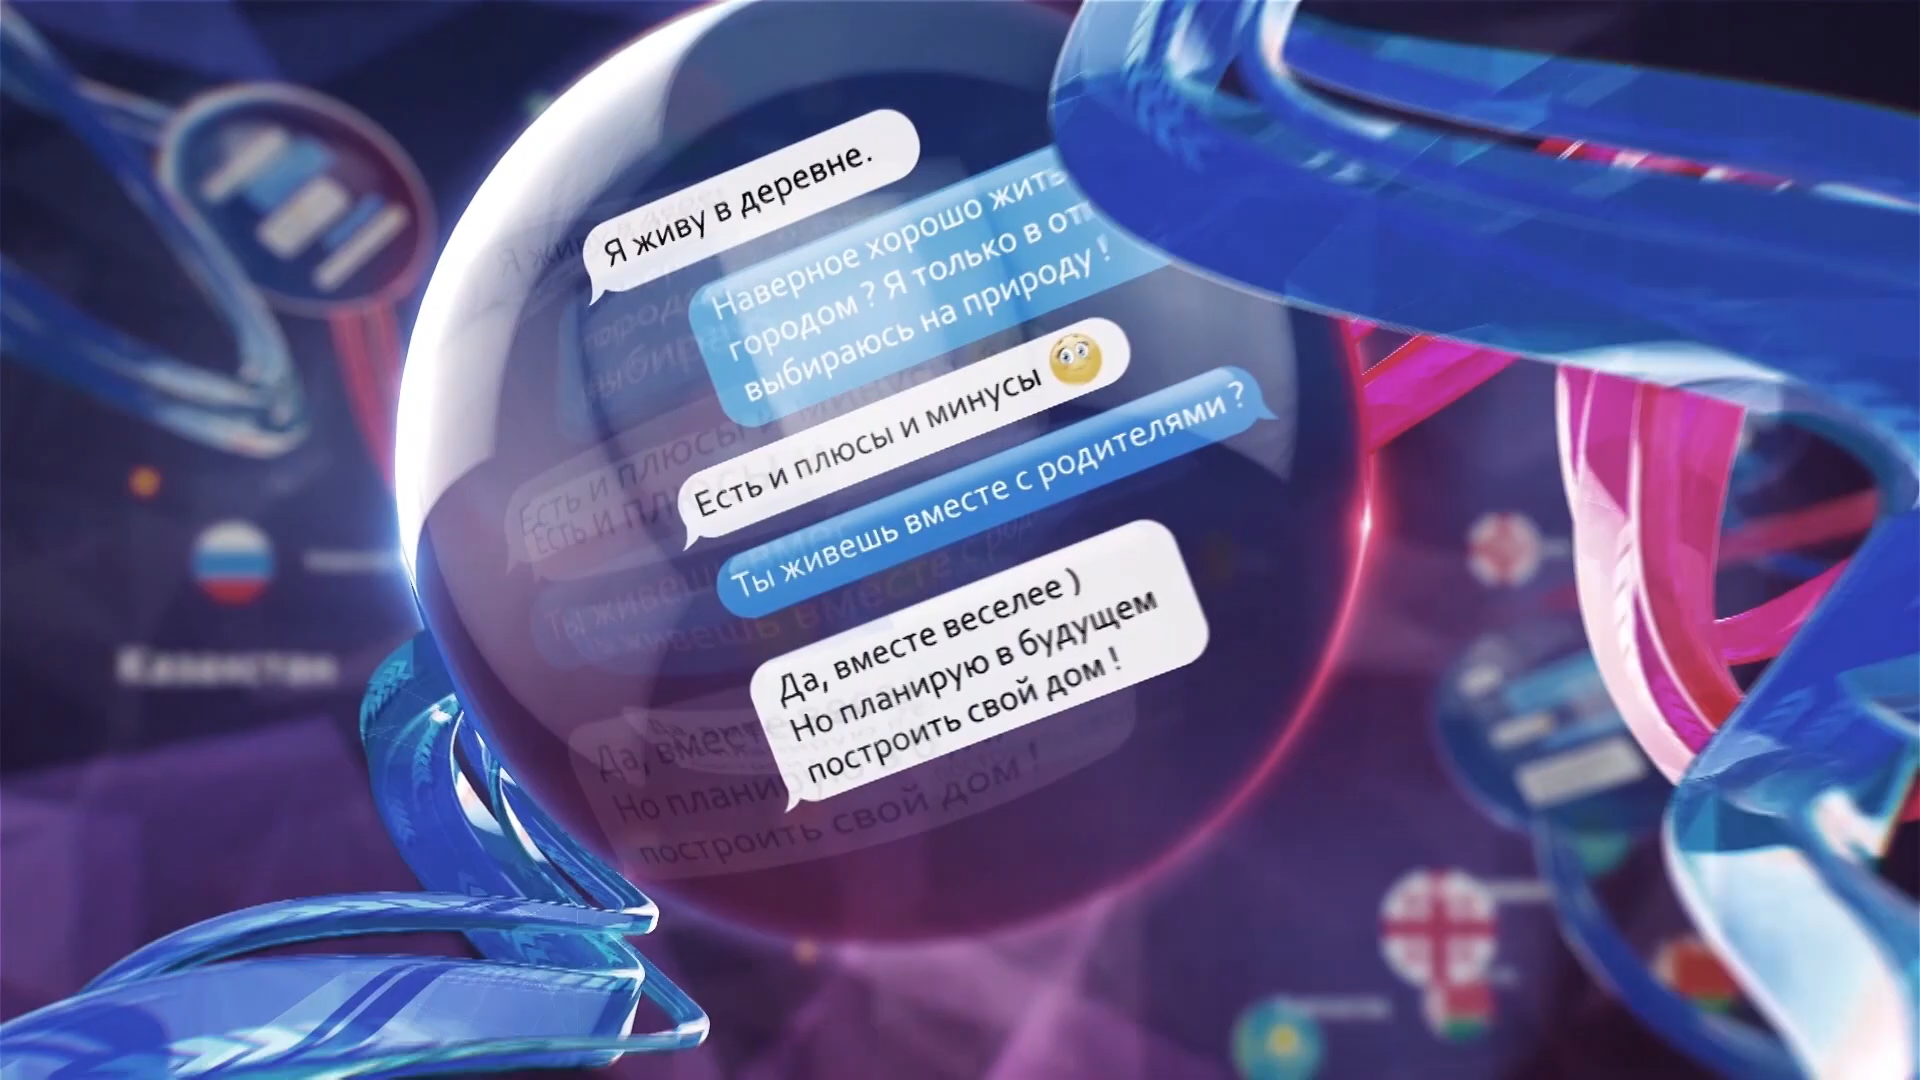 Я живу в деревне.
Наверное хорошо жить
городом ? Я только в
выбираюсь на природу !
Есть и плюсы и минусы
Ты живешь вместе с родителями ?
Да, вместе веселее )
Но планирую в будущем
построить свой дом !
Казахстан